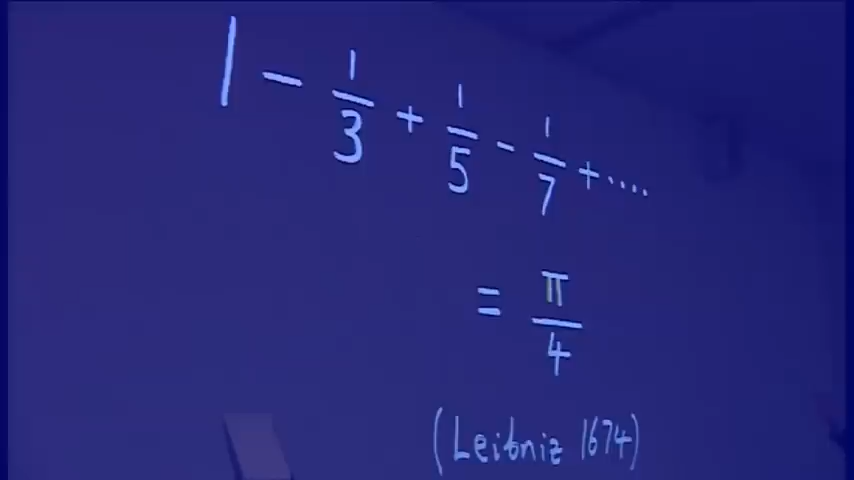 1 - 1/3 + 1/5 - 1/7 + ....
= π/4
(Leibniz 1674)